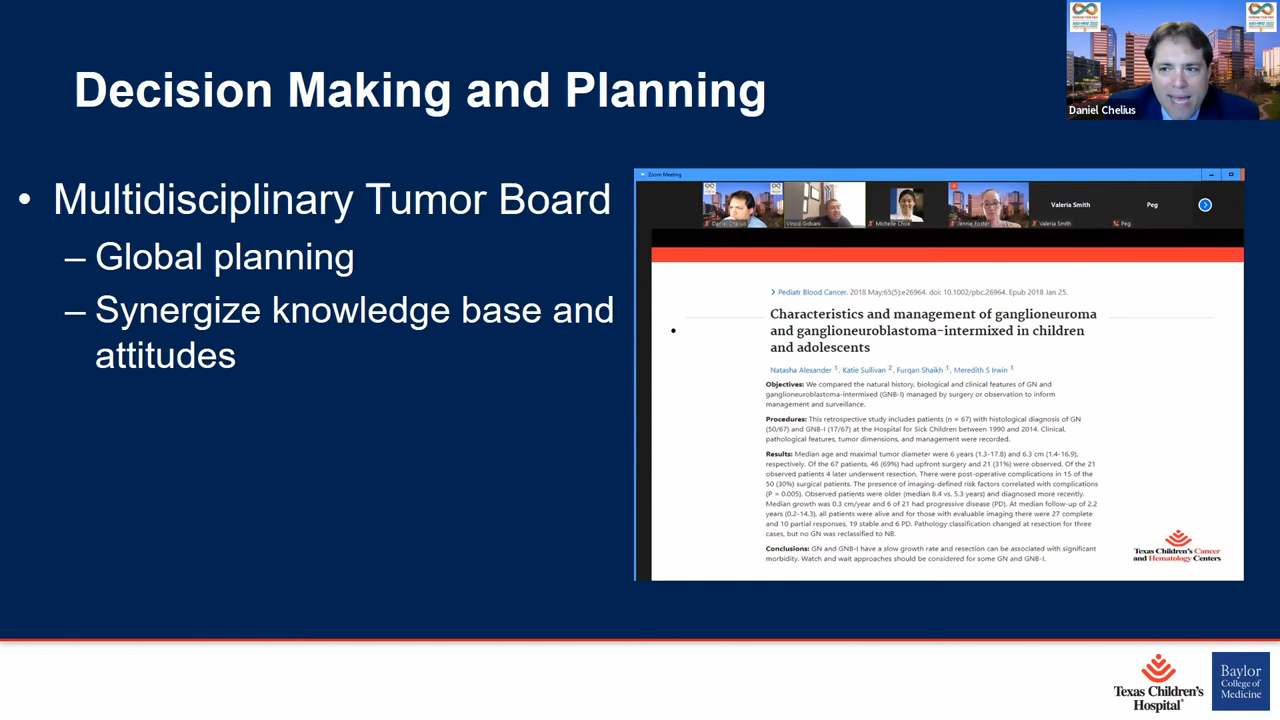 Decision Making and Planning
Daniel Chelius
• Multidisciplinary Tumor Board
– Global planning
– Synergize knowledge base and
attitudes
Zoom Meeting
Daniel Chelius
Vinod Gidvani
Michelle Choe
Jennie Foster
Valeria Smith
Valeria Smith
Peg
Peg
> Pediatr Blood Cancer. 2018 May;65(5):e26964. doi: 10.1002/pbc.26964. Epub 2018 Jan 25.
Characteristics and management of ganglioneuroma
and ganglioneuroblastoma-intermixed in children
and adolescents
Natasha Alexander 1, Katie Sullivan 2, Furqan Shaikh 1, Meredith S Irwin 1
Objectives: We compared the natural history, biological and clinical features of GN and
ganglioneuroblastoma-intermixed (GNB-I) managed by surgery or observation to inform
management and surveillance.
Procedures: This retrospective study includes patients (n = 67) with histological diagnosis of GN
(50/67) and GNB-I (17/67) at the Hospital for Sick Children between 1990 and 2014. Clinical,
pathological features, tumor dimensions, and management were recorded.
Results: Median age and maximal tumor diameter were 6 years (1.3-17.8) and 6.3 cm (1.4-16.9),
respectively. Of the 67 patients, 46 (69%) had upfront surgery and 21 (31%) were observed. Of the 21
observed patients 4 later underwent resection. There were post-operative complications in 15 of the
50 (30%) surgical patients. The presence of imaging-defined risk factors correlated with complications
(P = 0.005). Observed patients were older (median 8.4 vs. 5.3 years) and diagnosed more recently.
Median growth was 0.3 cm/year and 6 of 21 had progressive disease (PD). At median follow-up of 2.2
years (0.2-14.3), all patients were alive and for those with evaluable imaging there were 27 complete
and 10 partial responses, 19 stable and 6 PD. Pathology classification changed at resection for three
cases, but no GN was reclassified to NB.
Conclusions: GN and GNB-I have a slow growth rate and resection can be associated with significant
morbidity. Watch and wait approaches should be considered for some GN and GNB-I.
Texas Children's Cancer
and Hematology Centers
Texas Children's
Hospital®
Baylor
College of
Medicine